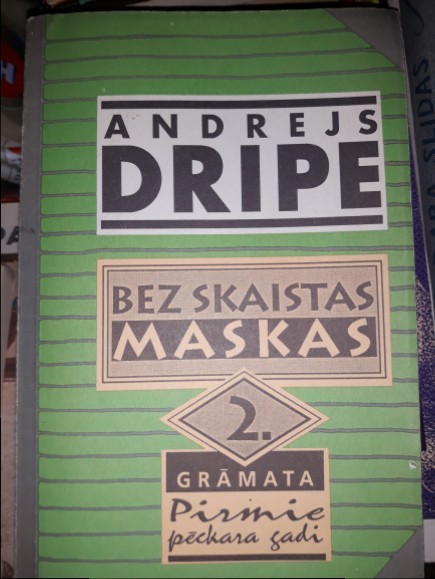 ANDREJS
DRIPE
BEZ SKAISTAS
MASKAS
2.
GRĀMATA
Pirmie
pēckara gadi